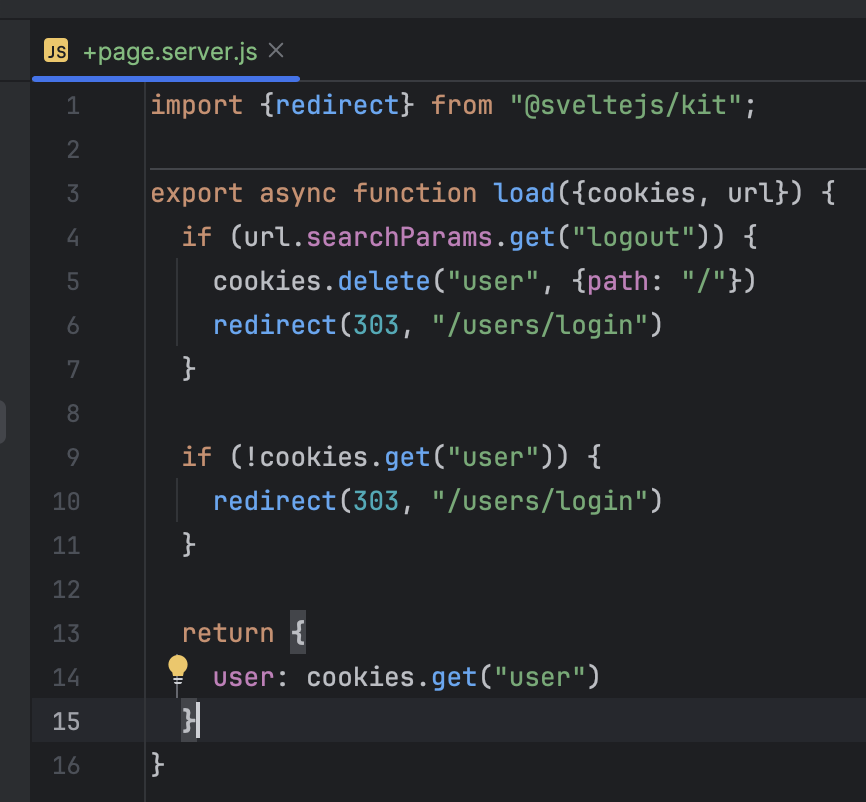 JS +page.server.js ×
1 import {redirect} from "@sveltejs/kit";
2
3 export async function load({cookies, url}) {
4 if (url.searchParams.get("logout")) {
5 cookies.delete("user", {path: "/"})
6 redirect(303, "/users/login")
7 }
8
9 if (!cookies.get("user")) {
10 redirect(303, "/users/login")
11 }
12
13 return {
14 user: cookies.get("user")
15 }
16 }